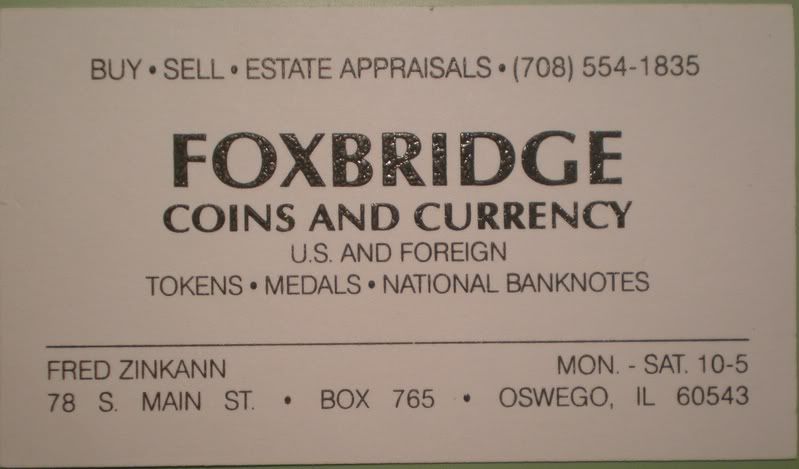 BUY • SELL • ESTATE APPRAISALS • (708) 554-1835
FOXBRIDGE
COINS AND CURRENCY
U.S. AND FOREIGN
TOKENS • MEDALS • NATIONAL BANKNOTES
FRED ZINKANN MON. - SAT. 10-5
78 S. MAIN ST. • BOX 765 • OSWEGO, IL 60543